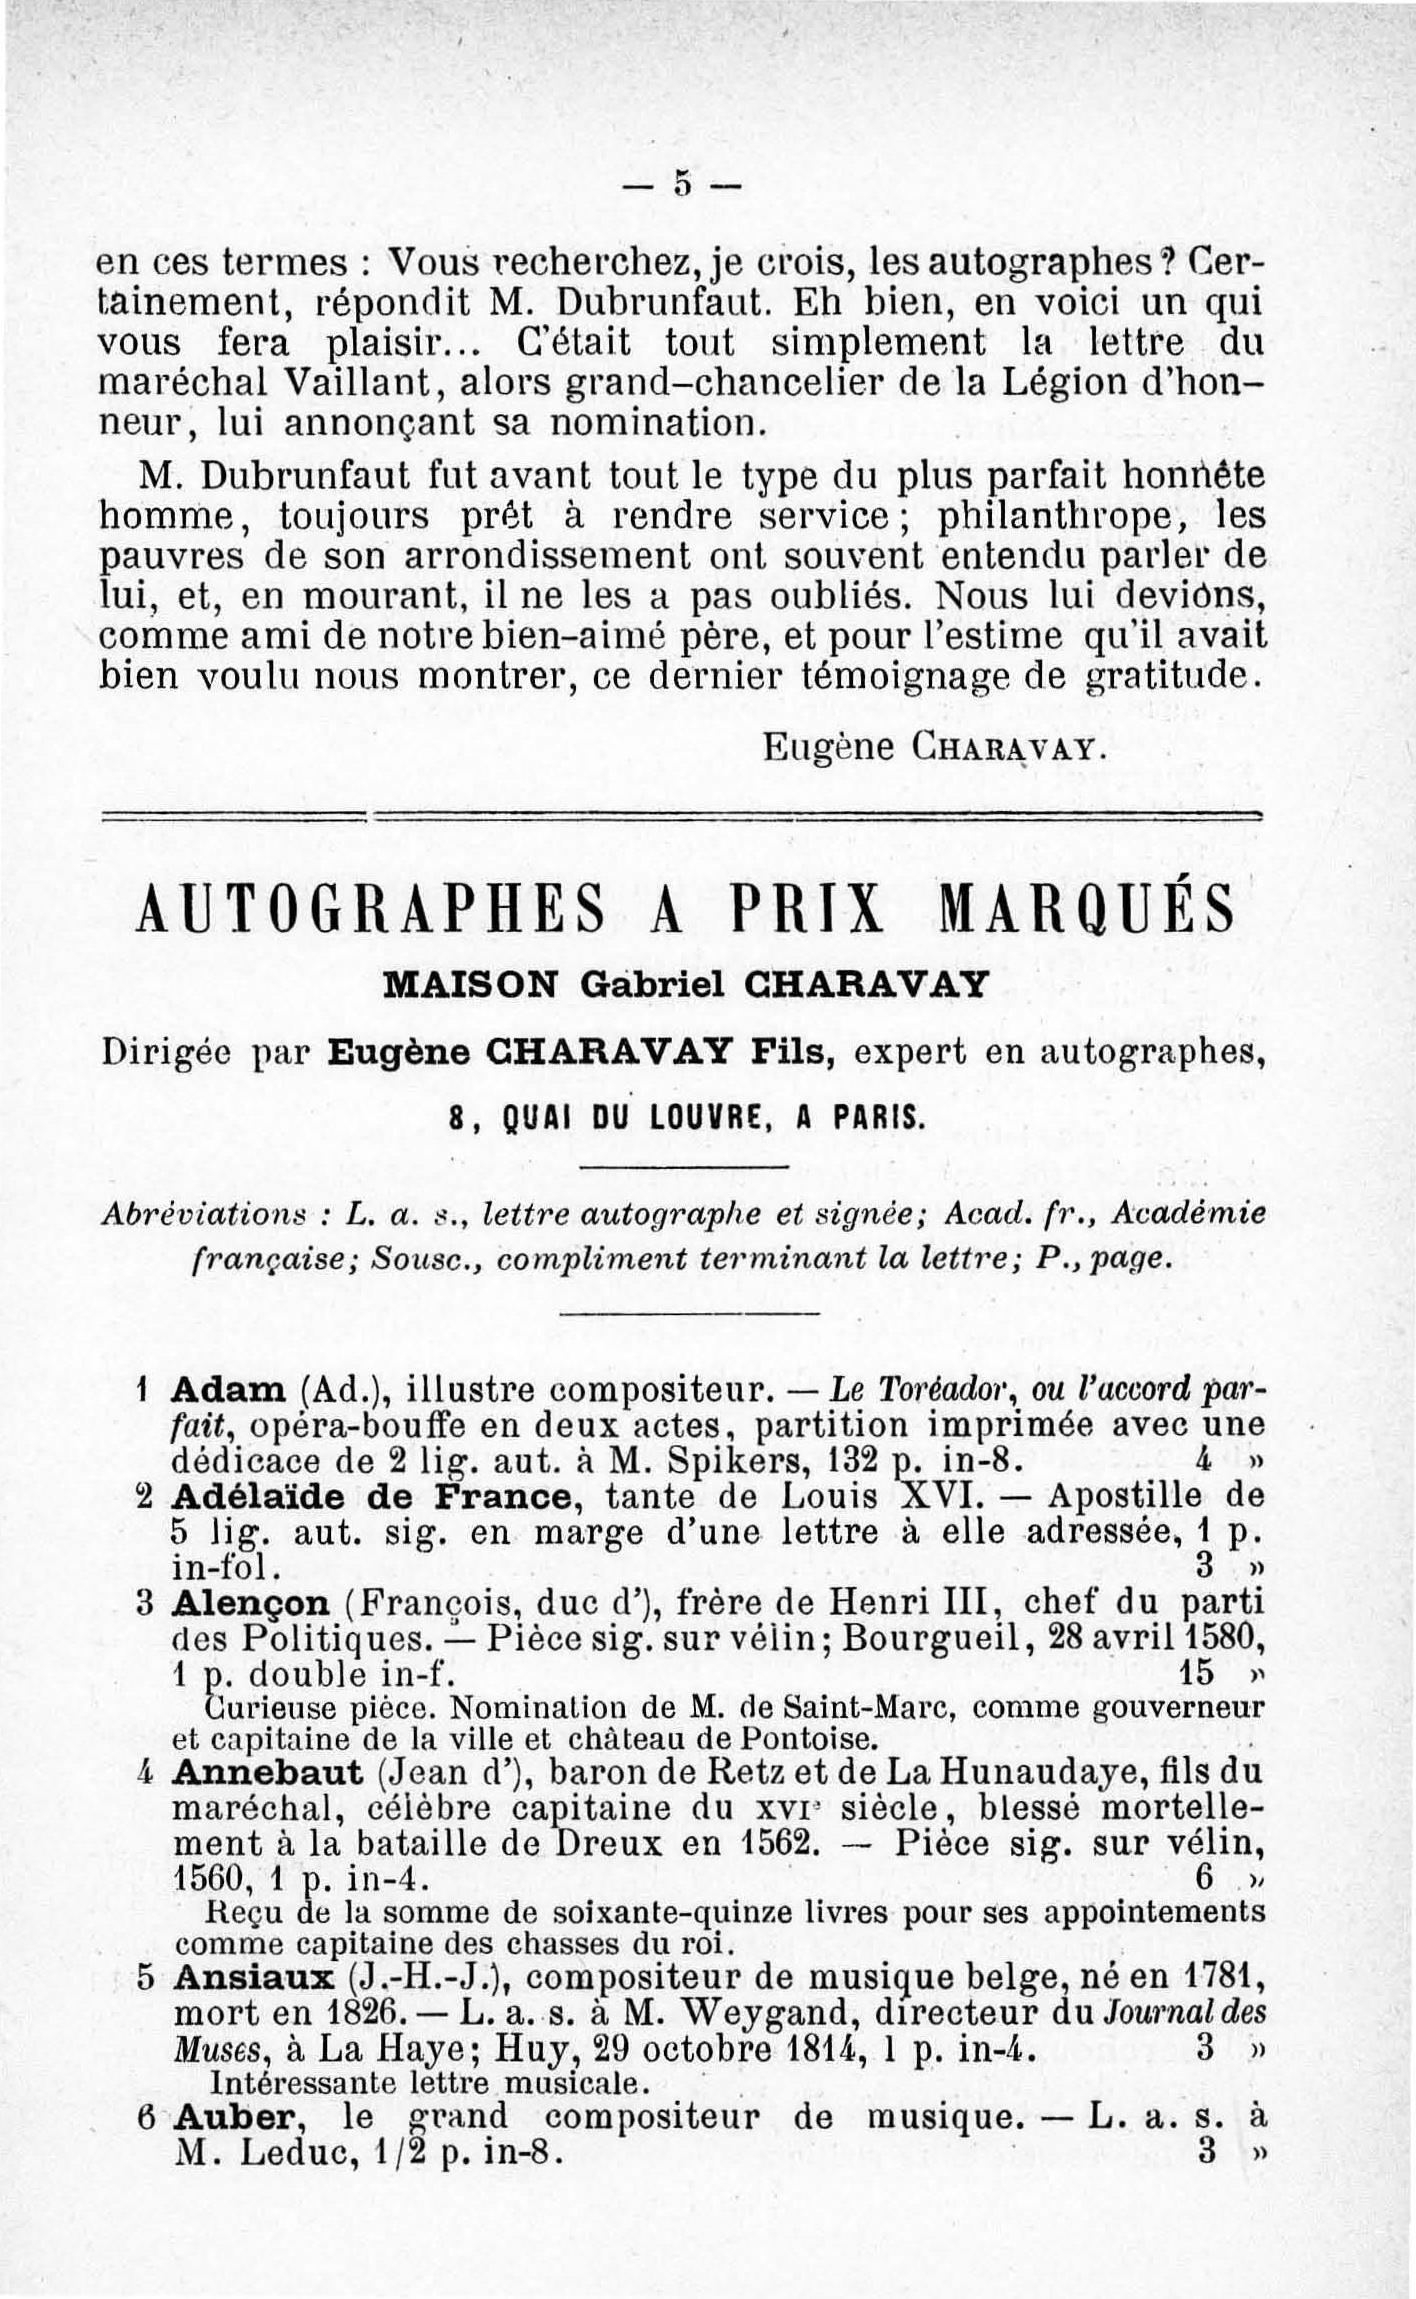 — 5 —
en ces termes : Vous recherchez, je crois, les autographes ? Cer-
tainement, répondit M. Dubrunfaut. Eh bien, en voici un qui
vous fera plaisir... C'était tout simplement la lettre du
maréchal Vaillant, alors grand-chancelier de la Légion d'hon-
neur, lui annonçant sa nomination.
M. Dubrunfaut fut avant tout le type du plus parfait honnête
homme, toujours prêt à rendre service ; philanthrope, les
pauvres de son arrondissement ont souvent entendu parler de
lui, et, en mourant, il ne les a pas oubliés. Nous lui devions,
comme ami de notre bien-aimé père, et pour l'estime qu'il avait
bien voulu nous montrer, ce dernier témoignage de gratitude.
Eugène CHARAVAY.
AUTOGRAPHES A PRIX MARQUÉS
MAISON Gabriel CHARAVAY
Dirigée par Eugène CHARAVAY Fils, expert en autographes,
8, QUAI DU LOUVRE, A PARIS.
Abréviations : L. a. s., lettre autographe et signée; Acad. fr., Académie
française; Sousc., compliment terminant la lettre; P., page.
1 Adam (Ad.), illustre compositeur. — Le Toréador, ou l'accord par-
fait, opéra-bouffe en deux actes, partition imprimée avec une
dédicace de 2 lig. aut. à M. Spikers, 132 p. in-8. 4 »
2 Adélaïde de France, tante de Louis XVI. — Apostille de
5 lig. aut. sig. en marge d'une lettre à elle adressée, 1 p.
in-fol. 3 »
3 Alençon (François, duc d'), frère de Henri III, chef du parti
des Politiques. — Pièce sig. sur vélin; Bourgueil, 28 avril 1580,
1 p. double in-f. 15 »
Curieuse pièce. Nomination de M. de Saint-Marc, comme gouverneur
et capitaine de la ville et château de Pontoise.
4 Annebaut (Jean d'), baron de Retz et de La Hunaudaye, fils du
maréchal, célèbre capitaine du XVIe siècle, blessé mortelle-
ment à la bataille de Dreux en 1562. — Pièce sig. sur vélin,
1560, 1 p. in-4. 6 »
Reçu de la somme de soixante-quinze livres pour ses appointements
comme capitaine des chasses du roi.
5 Ansiaux (J.-H.-J.), compositeur de musique belge, né en 1781,
mort en 1826. — L. a. s. à M. Weygand, directeur du Journal des
Muses, à La Haye; Huy, 29 octobre 1814, 1 p. in-4. 3 »
Intéressante lettre musicale.
6 Auber, le grand compositeur de musique. — L. a. s. à
M. Leduc, 1/2 p. in-8. 3 »